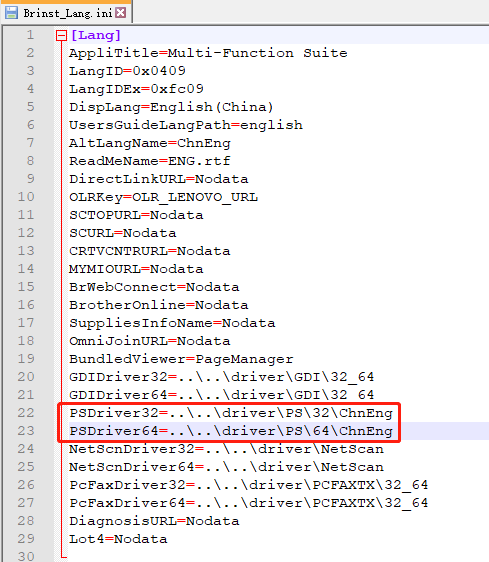 Brinst_Lang.ini
1 [Lang]
2 AppliTitle=Multi-Function Suite
3 LangID=0x0409
4 LangIDEx=0xfc09
5 DispLang=English(China)
6 UsersGuideLangPath=english
7 AltLangName=ChnEng
8 ReadMeName=ENG.rtf
9 DirectLinkURL=Nodata
10 OLRKey=OLR_LENOVO_URL
11 SCTOPURL=Nodata
12 SCURL=Nodata
13 CRTVCNTRURL=Nodata
14 MYMIOURL=Nodata
15 BrWebConnect=Nodata
16 BrotherOnline=Nodata
17 SuppliesInfoName=Nodata
18 OmniJoinURL=Nodata
19 BundledViewer=PageManager
20 GDIDriver32=..\..\driver\GDI\32_64
21 GDIDriver64=..\..\driver\GDI\32_64
22 PSDriver32=..\..\driver\PS\32\ChnEng
23 PSDriver64=..\..\driver\PS\64\ChnEng
24 NetScnDriver32=..\..\driver\NetScan
25 NetScnDriver64=..\..\driver\NetScan
26 PcFaxDriver32=..\..\driver\PCFAXTX\32_64
27 PcFaxDriver64=..\..\driver\PCFAXTX\32_64
28 DiagnosisURL=Nodata
29 Lot4=Nodata
30